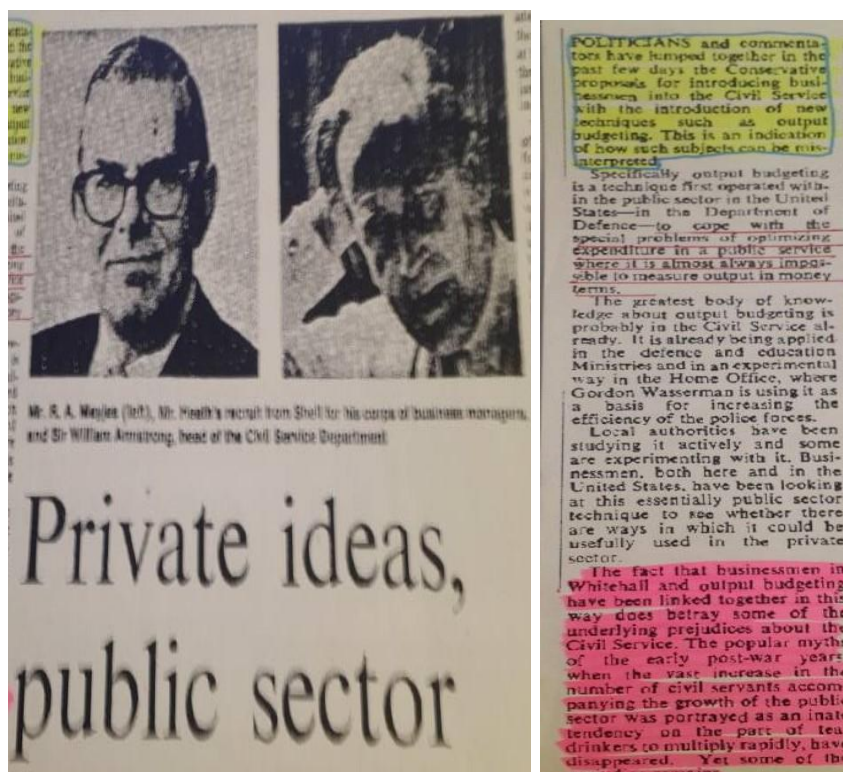 Mr. R. A. Meyjes (left), Mr. Heath's recruit from Shell for his corps of business managers,
and Sir William Armstrong, head of the Civil Service Department.
Private ideas,
public sector
POLITICIANS and commenta-
tors have lumped together in the
past few days the Conservative
proposals for introducing busi-
nessmen into the Civil Service
with the introduction of new
techniques such as output
budgeting. This is an indication
of how such subjects can be mis-
interpreted.
Specifically output budgeting
is a technique first operated with-
in the public sector in the United
States—in the Department of
Defence—to cope with the
special problems of optimizing
expenditure in a public service
where it is almost always impos-
sible to measure output in money
terms.
The greatest body of know-
ledge about output budgeting is
probably in the Civil Service al-
ready. It is already being applied
in the defence and education
Ministries and in an experimental
way in the Home Office, where
Gordon Wasserman is using it as
a basis for increasing the
efficiency of the police forces.
Local authorities have been
studying it actively and some
are experimenting with it. Busi-
nessmen, both here and in the
United States, have been looking
at this essentially public sector
technique to see whether there
are ways in which it could be
usefully used in the private
sector.
The fact that businessmen in
Whitehall and output budgeting
have been linked together in this
way does betray some of the
underlying prejudices about the
Civil Service. The popular myths
of the early post-war years
when the vast increase in the
number of civil servants accom-
panying the growth of the public
sector was portrayed as an inate
tendency on the part of tea
drinkers to multiply rapidly, have
disappeared. Yet some of the